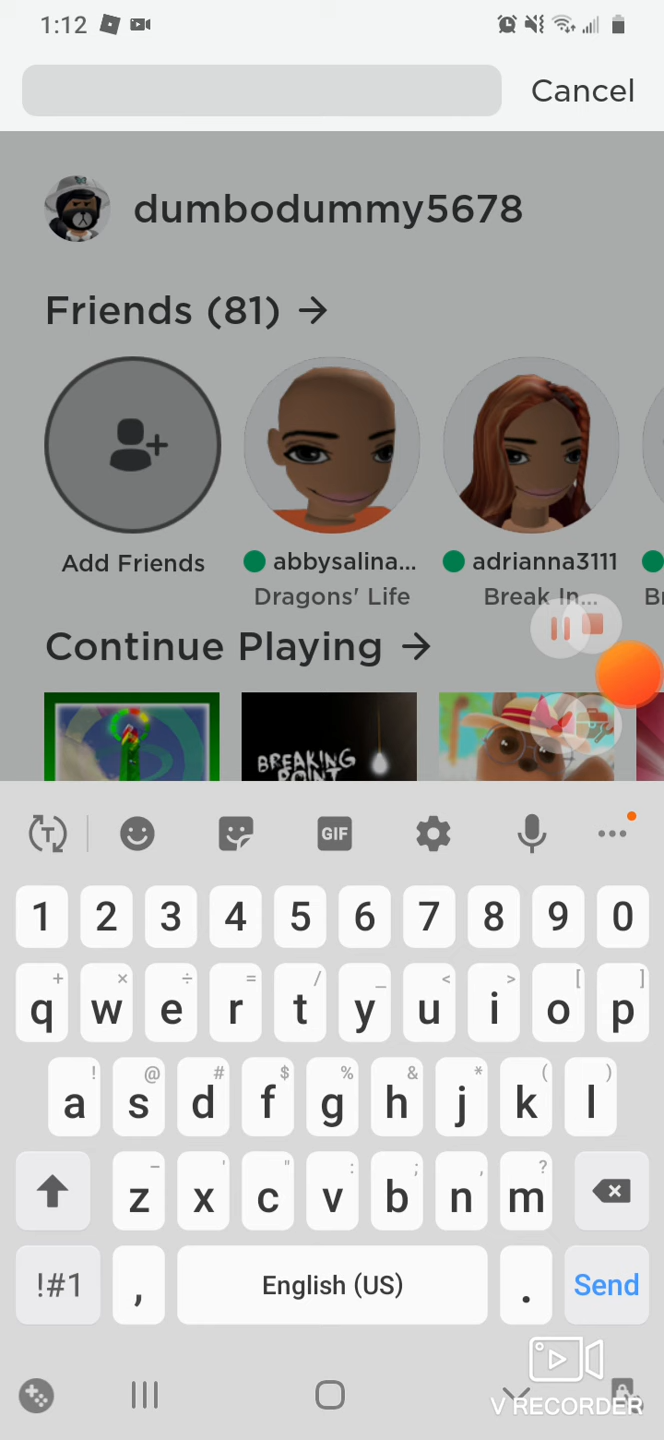 1:12
Cancel
dumbodummy5678
Friends (81) →
Add Friends
abbysalina...
adrianna3111
Dragons' Life
Break In...
Continue Playing →
BREAKING POINT
GIF
1 2 3 4 5 6 7 8 9 0
+ × ÷ = / _ < > [ ]
q w e r t y u i o p
! @ # $ % & * ( )
a s d f g h j k l
- ' " : ; , ?
z x c v b n m
!#1 , English (US) . Send
V RECORDER